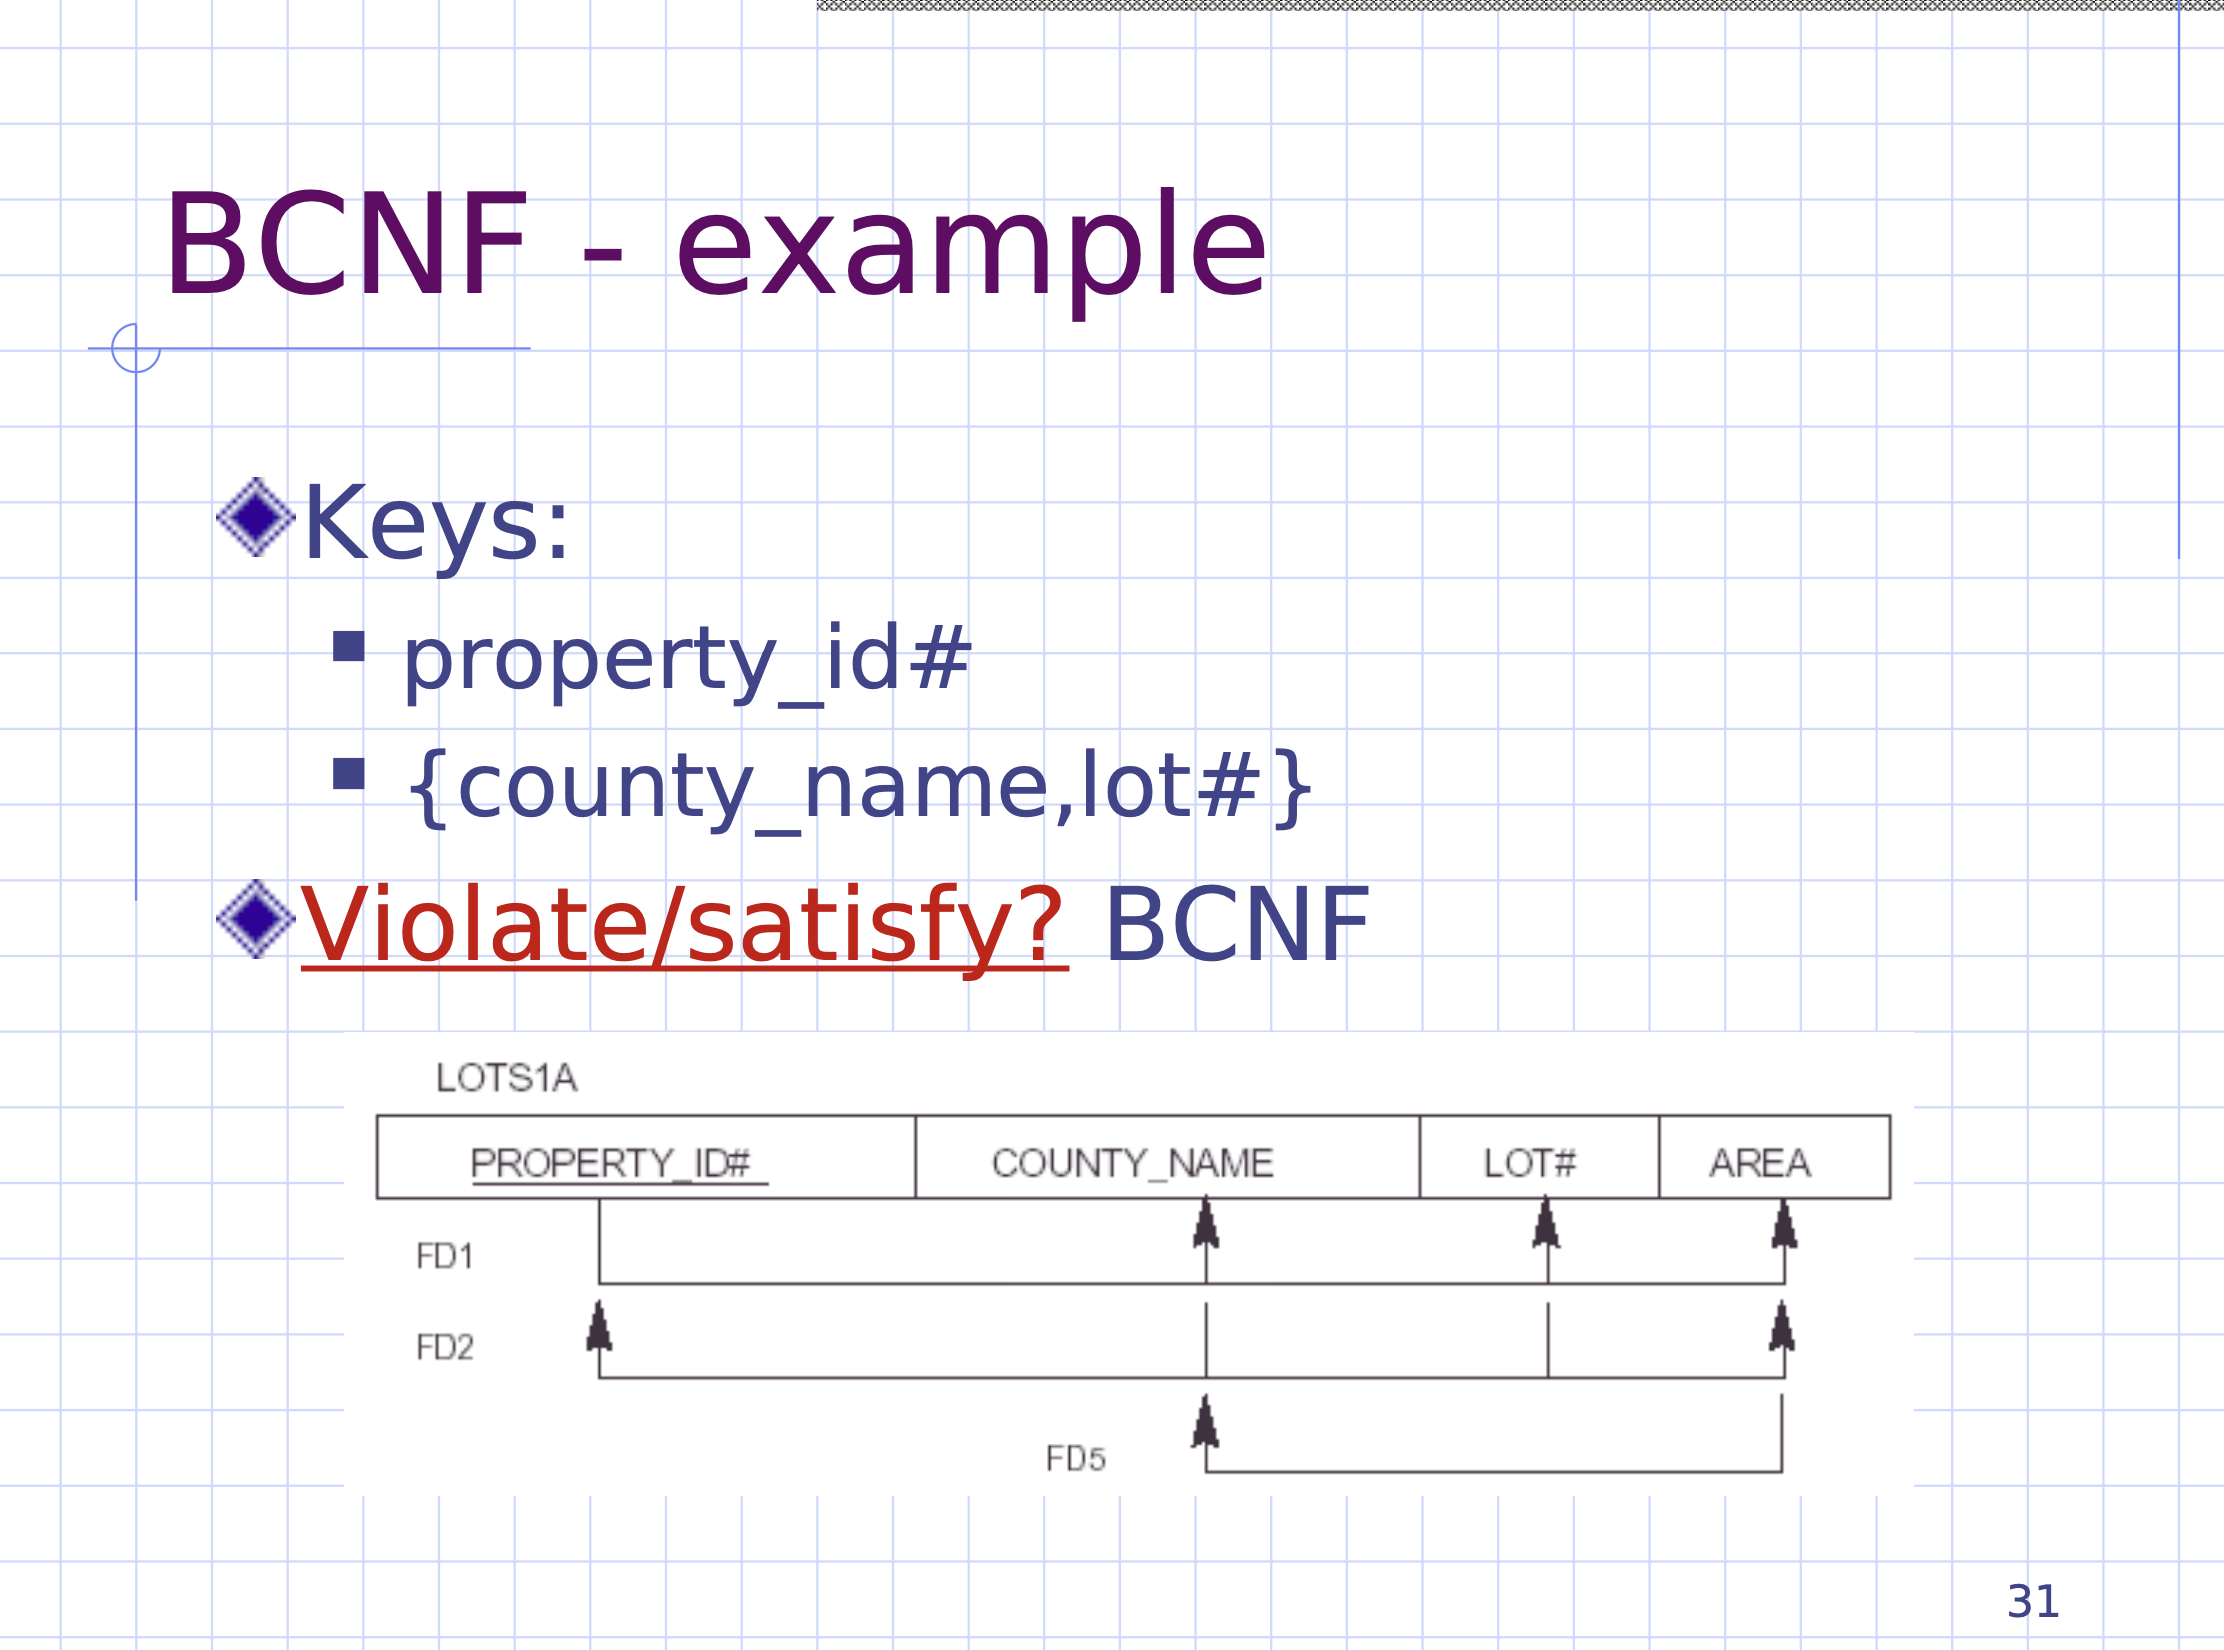 BCNF - example
Keys:
property_id#
{county_name,lot#}
Violate/satisfy? BCNF
LOTS1A
PROPERTY_ID# COUNTY_NAME LOT# AREA
FD1
FD2
FD5
31